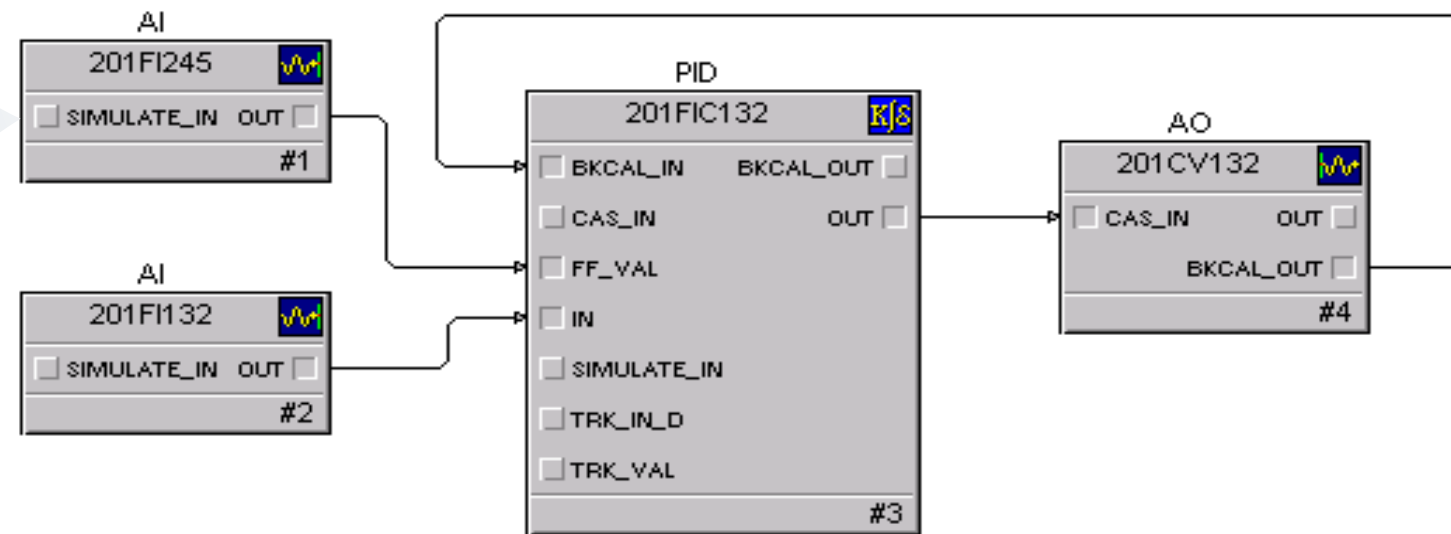 AI
201FI245
SIMULATE_IN OUT
#1
AI
201FI132
SIMULATE_IN OUT
#2
PID
201FIC132
K∫δ
BKCAL_IN BKCAL_OUT
CAS_IN OUT
FF_VAL
IN
SIMULATE_IN
TRK_IN_D
TRK_VAL
#3
AO
201CV132
CAS_IN OUT
BKCAL_OUT
#4